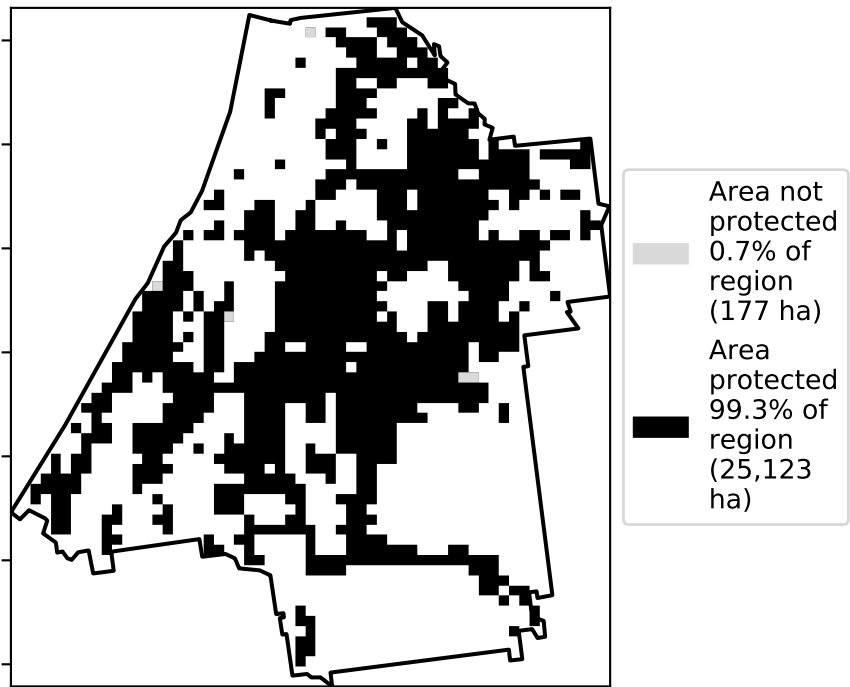 Area not
protected
0.7% of
region
(177 ha)
Area
protected
99.3% of
region
(25,123
ha)